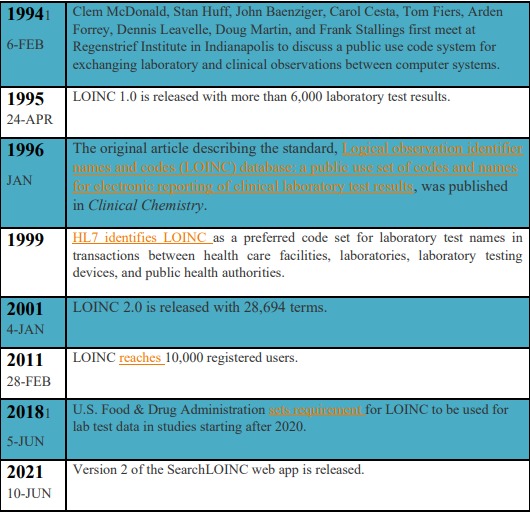 19941
6-FEB
Clem McDonald, Stan Huff, John Baenziger, Carol Cesta, Tom Fiers, Arden
Forrey, Dennis Leavelle, Doug Martin, and Frank Stallings first meet at
Regenstrief Institute in Indianapolis to discuss a public use code system for
exchanging laboratory and clinical observations between computer systems.
1995
24-APR
LOINC 1.0 is released with more than 6,000 laboratory test results.
1996
JAN
The original article describing the standard, Logical observation identifier
names and codes (LOINC) database: a public use set of codes and names
for electronic reporting of clinical laboratory test results, was published
in Clinical Chemistry.
1999
HL7 identifies LOINC as a preferred code set for laboratory test names in
transactions between health care facilities, laboratories, laboratory testing
devices, and public health authorities.
2001
4-JAN
LOINC 2.0 is released with 28,694 terms.
2011
28-FEB
LOINC reaches 10,000 registered users.
20181
5-JUN
U.S. Food & Drug Administration sets requirement for LOINC to be used for
lab test data in studies starting after 2020.
2021
10-JUN
Version 2 of the SearchLOINC web app is released.